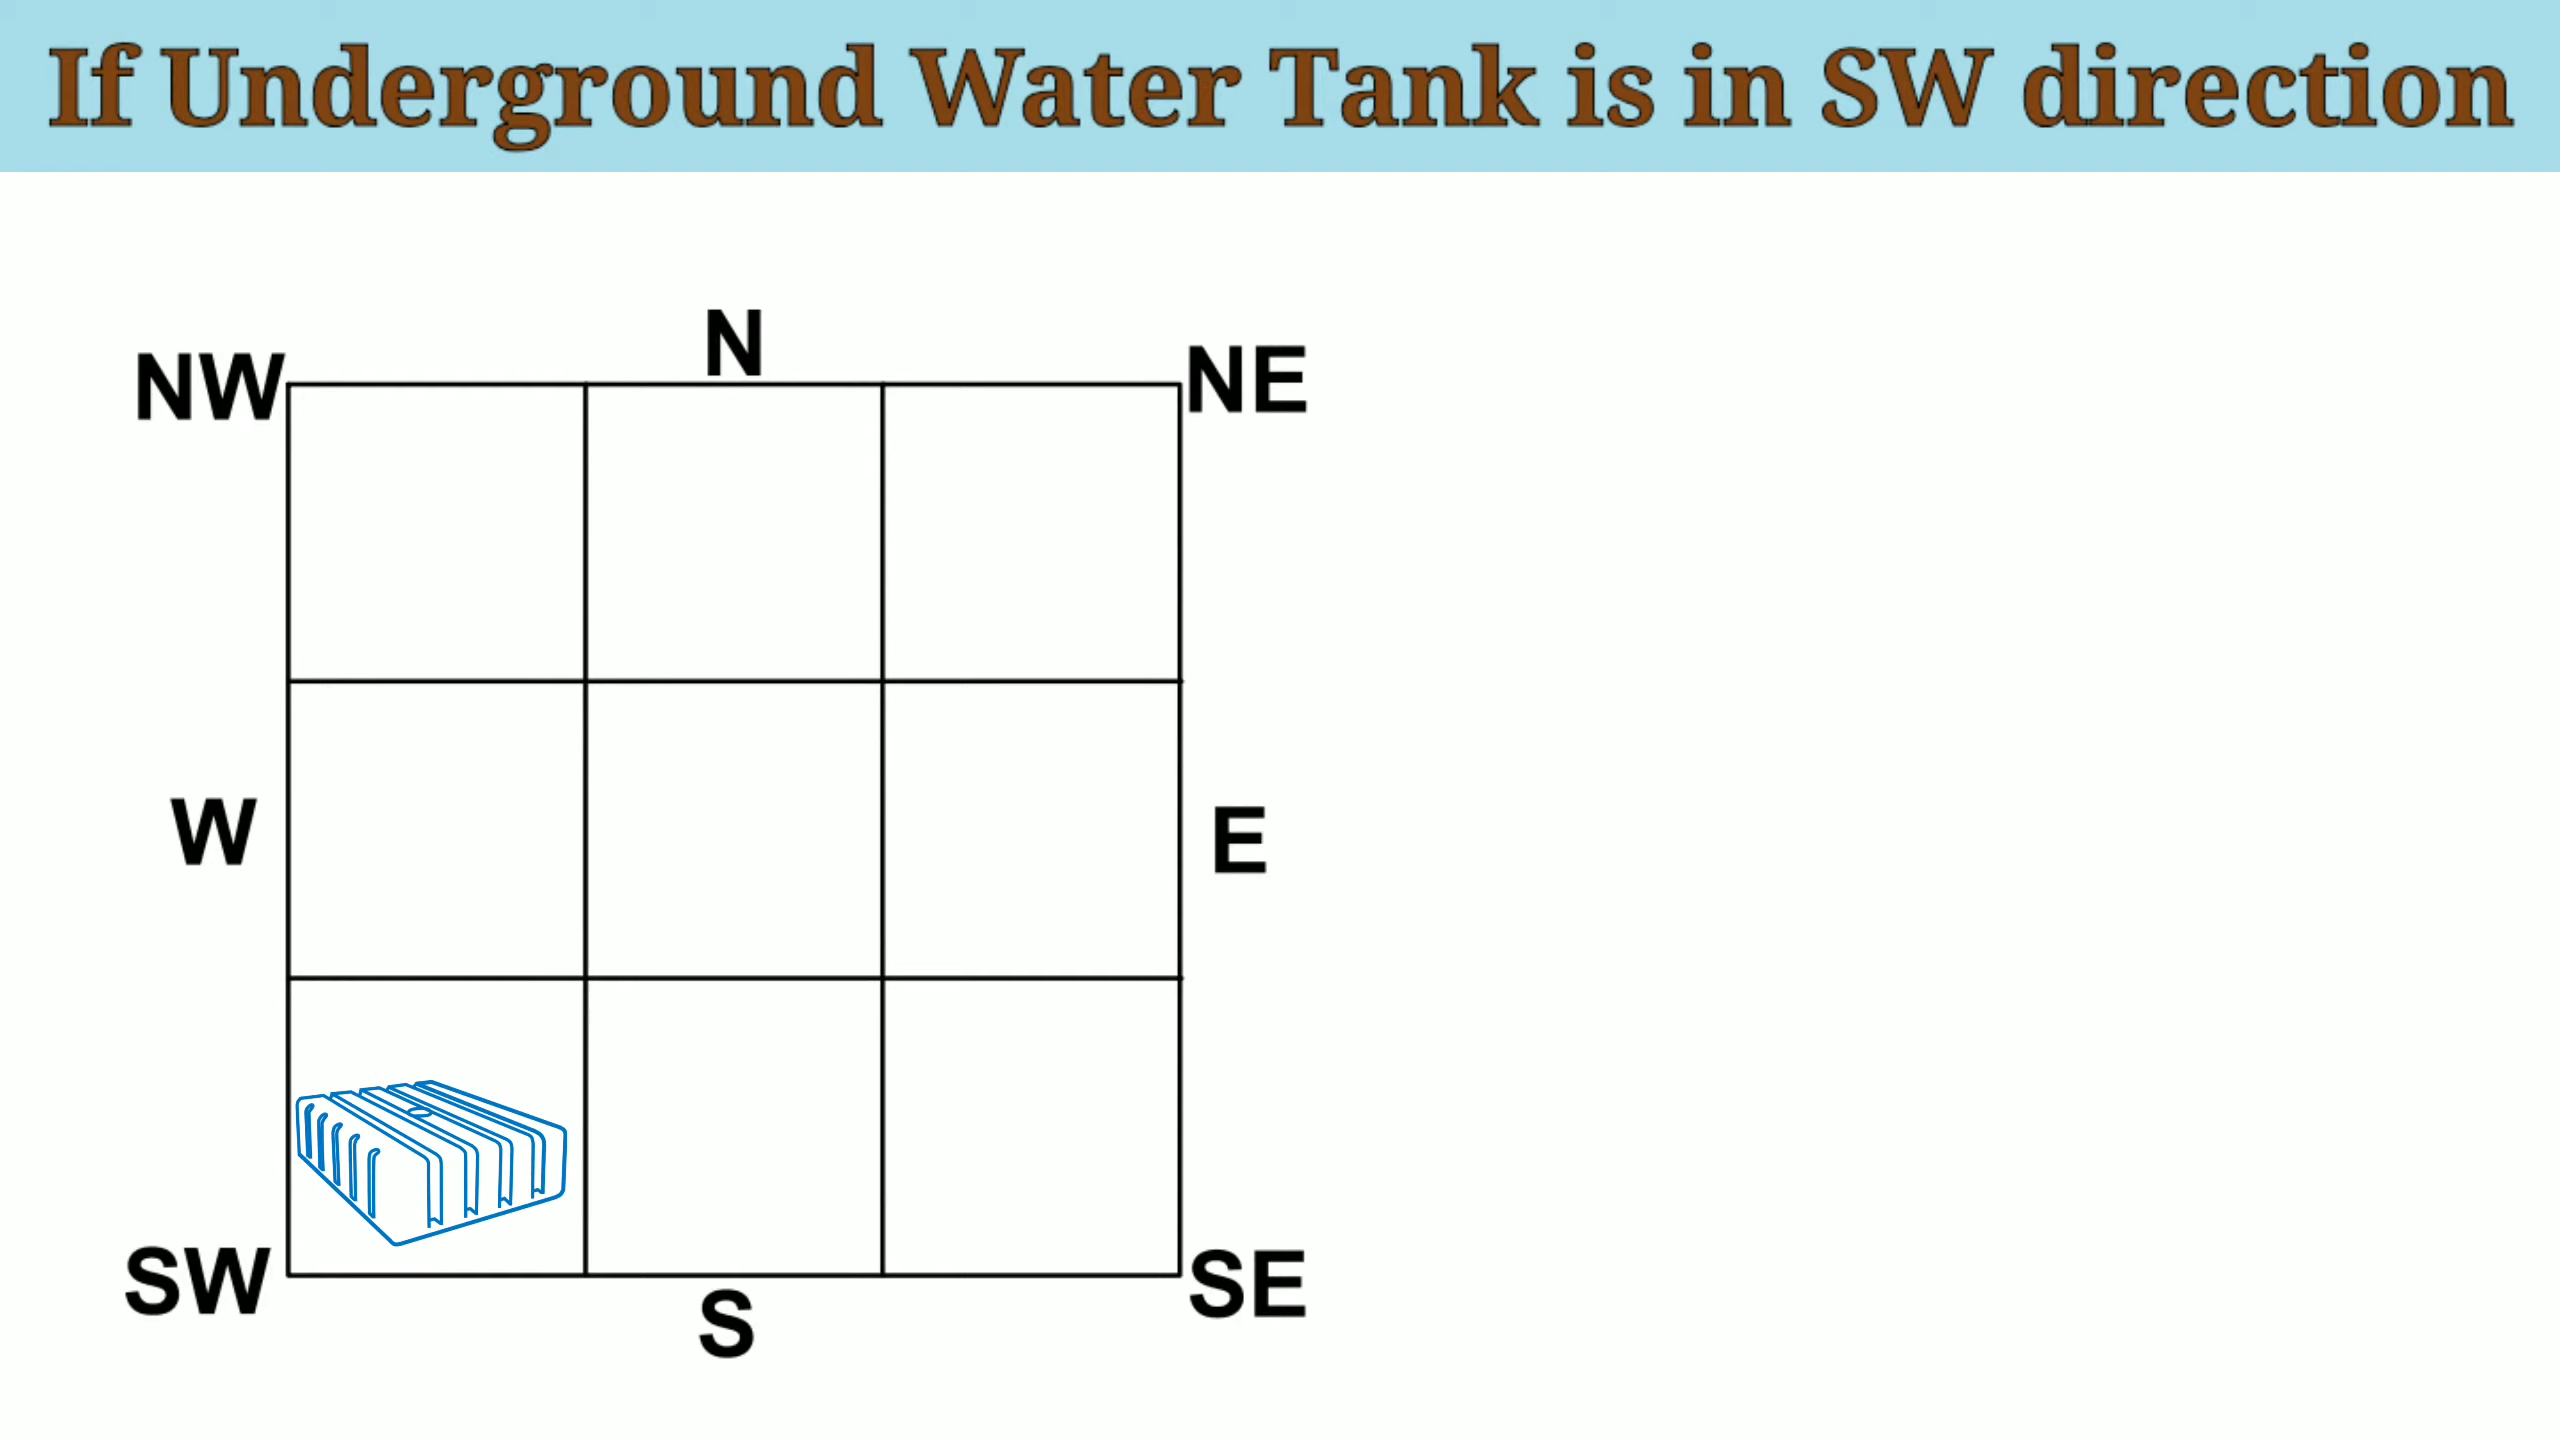 If Underground Water Tank is in SW direction
N
NW
NE
W
E
SW
SE
S